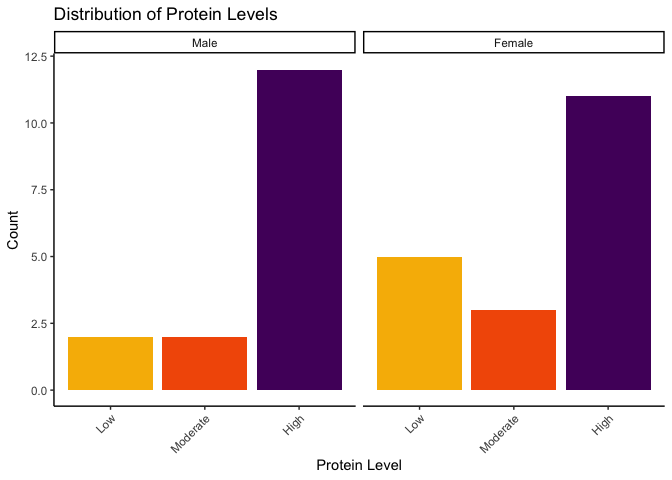 Distribution of Protein Levels
Male
Female
12.5
10.0
7.5
5.0
2.5
0.0
Count
Low
Moderate
High
Low
Moderate
High
Protein Level